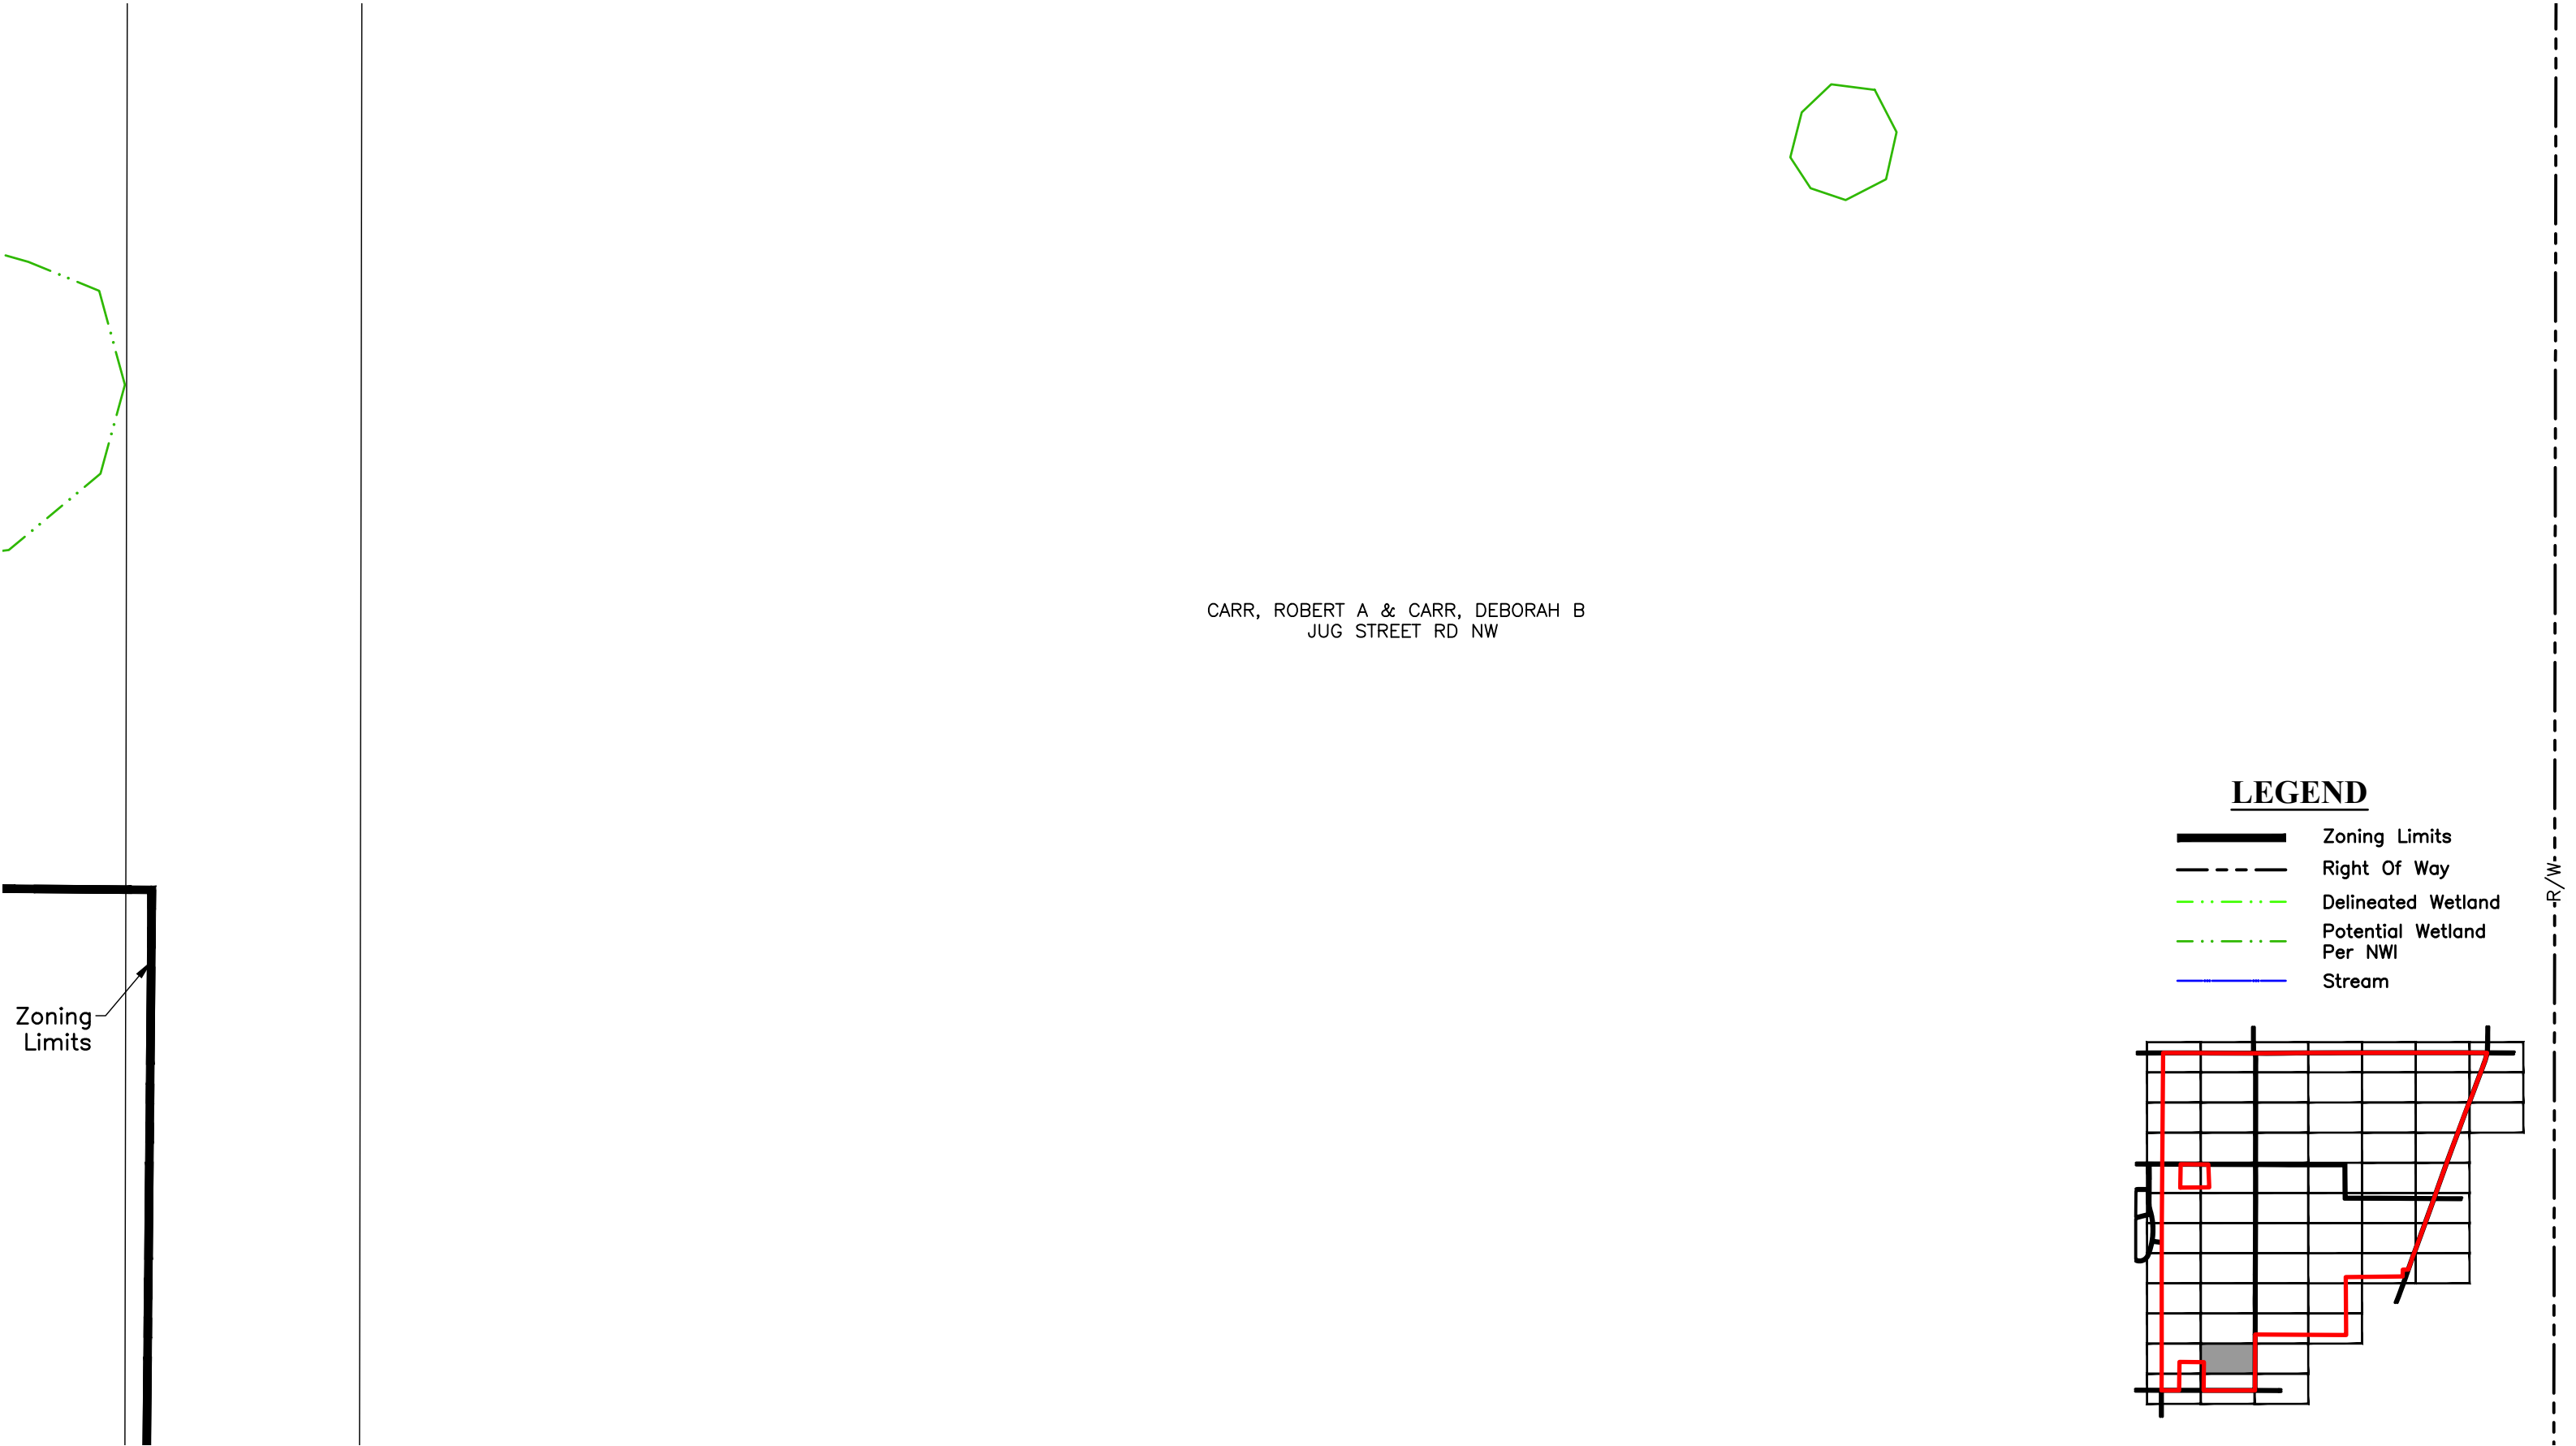 CARR, ROBERT A & CARR, DEBORAH B
JUG STREET RD NW
LEGEND
Zoning Limits
Right Of Way
Delineated Wetland
Potential Wetland
Per NWI
Stream
R/W
Zoning
Limits